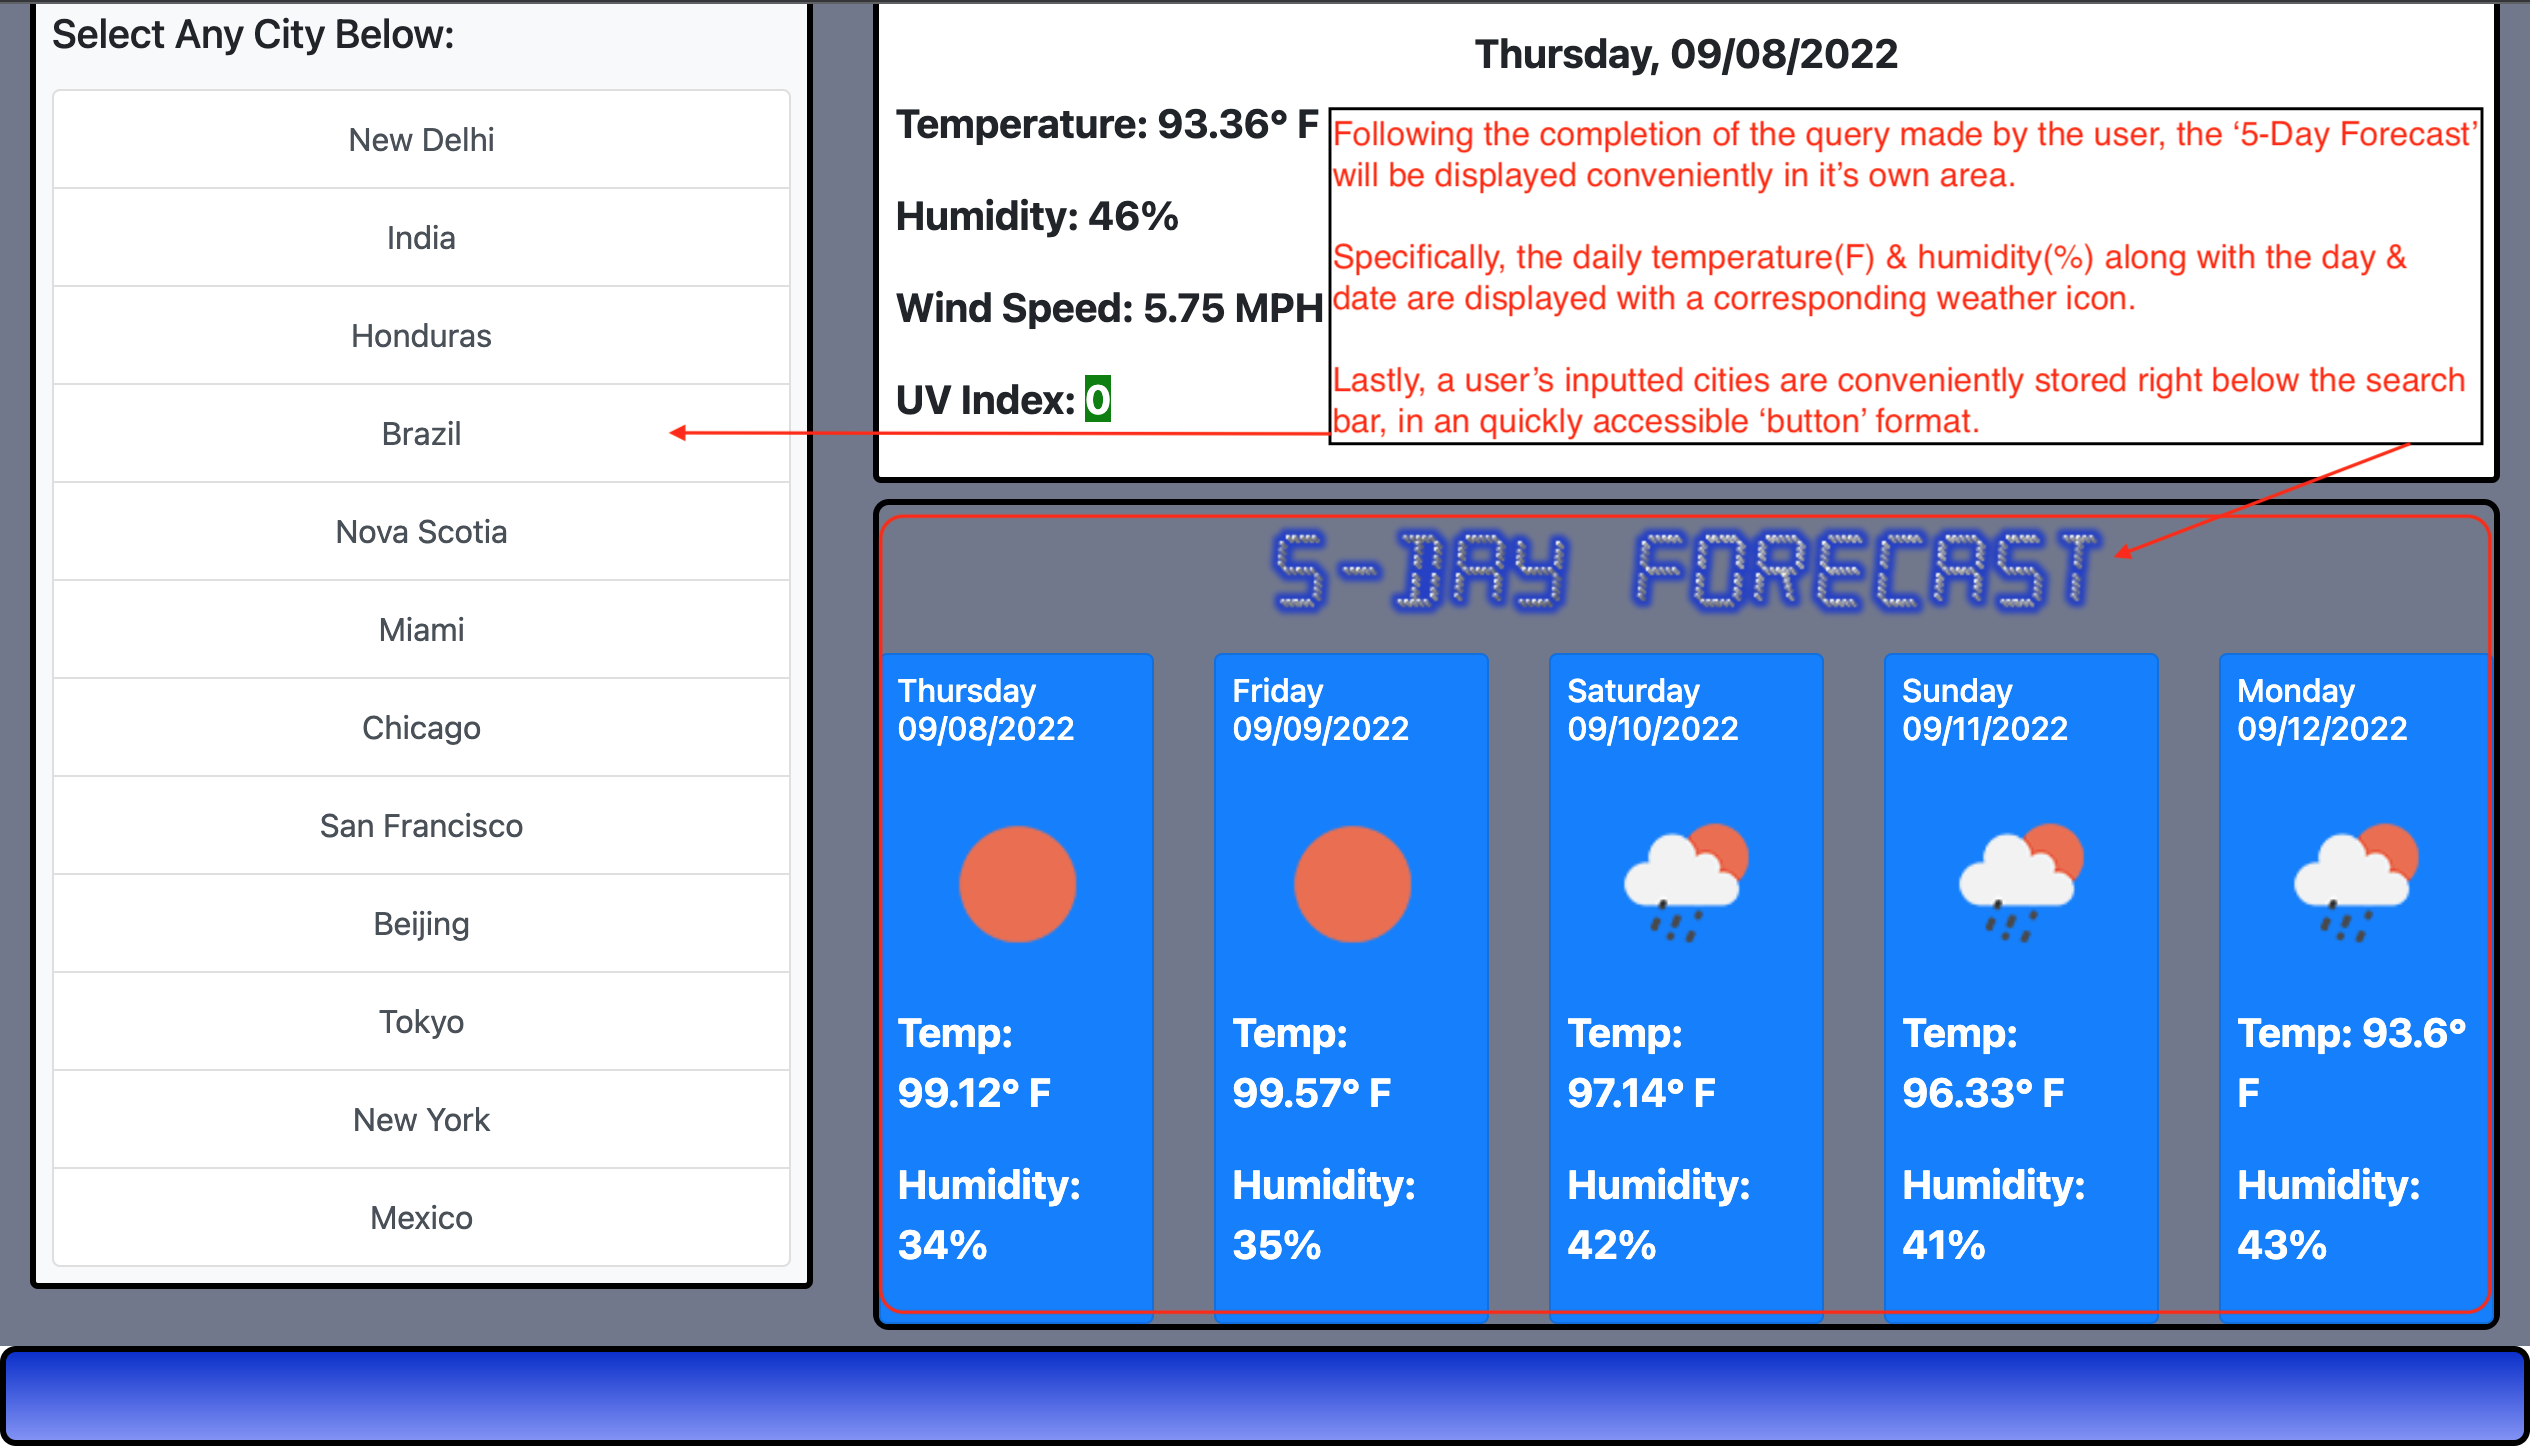 Select Any City Below:
New Delhi
India
Honduras
Brazil
Nova Scotia
Miami
Chicago
San Francisco
Beijing
Tokyo
New York
Mexico
Thursday, 09/08/2022
Temperature: 93.36° F
Humidity: 46%
Wind Speed: 5.75 MPH
UV Index: 0
Following the completion of the query made by the user, the ‘5-Day Forecast’
will be displayed conveniently in it’s own area.
Specifically, the daily temperature(F) & humidity(%) along with the day &
date are displayed with a corresponding weather icon.
Lastly, a user’s inputted cities are conveniently stored right below the search
bar, in an quickly accessible ‘button’ format.
5-DAY FORECAST
Thursday
09/08/2022
Temp:
99.12° F
Humidity:
34%
Friday
09/09/2022
Temp:
99.57° F
Humidity:
35%
Saturday
09/10/2022
Temp:
97.14° F
Humidity:
42%
Sunday
09/11/2022
Temp:
96.33° F
Humidity:
41%
Monday
09/12/2022
Temp: 93.6°
F
Humidity:
43%